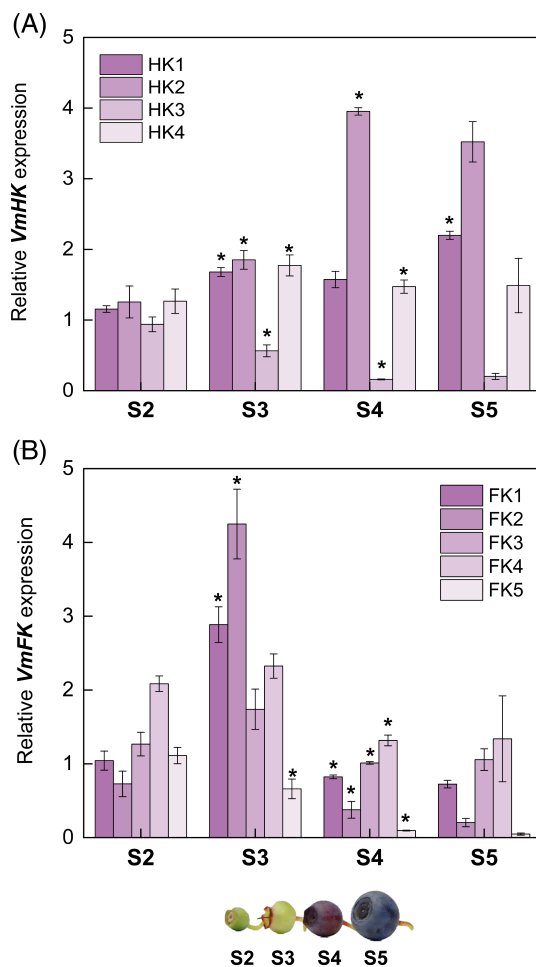 (A)
5
4
3
2
1
0
Relative VmHK expression
HK1
HK2
HK3
HK4
* * * *
* * *
*
S2 S3 S4 S5
(B)
5
4
3
2
1
0
Relative VmFK expression
FK1
FK2
FK3
FK4
FK5
* * *
* * * * *
S2 S3 S4 S5
S2 S3 S4 S5